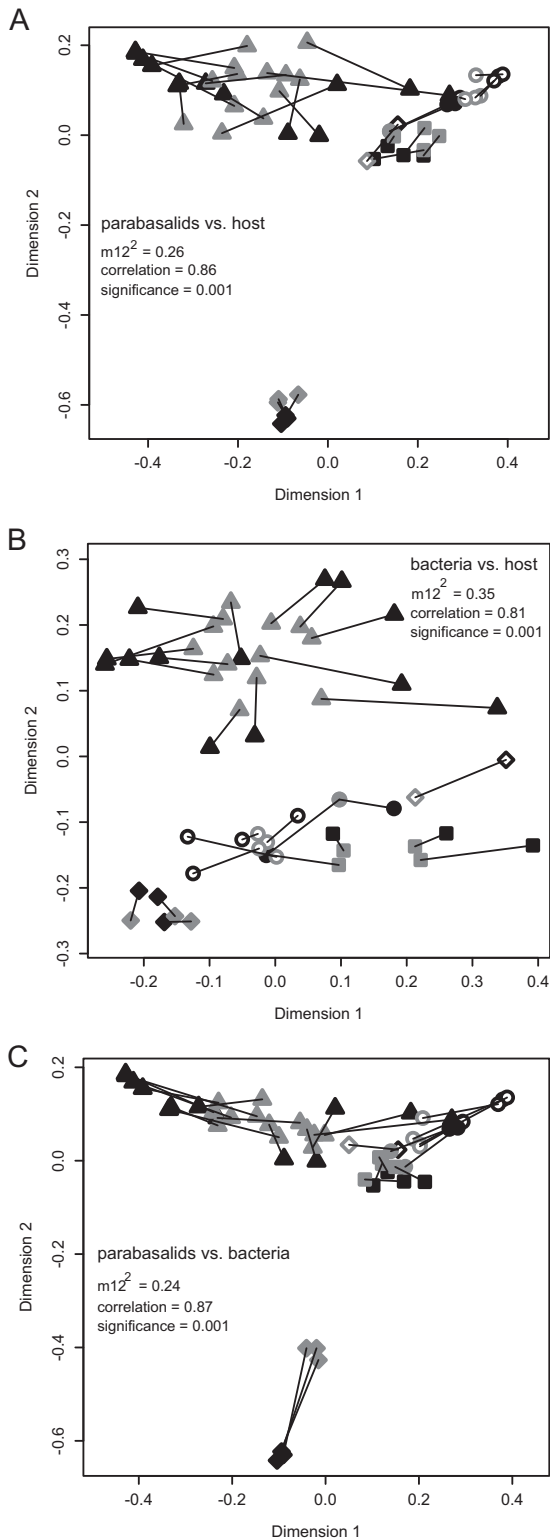 A
0.2
0.0
-0.2
-0.4
-0.6
Dimension 2
parabasalids vs. host
m12² = 0.26
correlation = 0.86
significance = 0.001
-0.4 -0.2 0.0 0.2 0.4
Dimension 1
B
0.3
0.2
0.1
0.0
-0.1
-0.2
-0.3
Dimension 2
bacteria vs. host
m12² = 0.35
correlation = 0.81
significance = 0.001
-0.2 -0.1 0.0 0.1 0.2 0.3 0.4
Dimension 1
C
0.2
0.0
-0.2
-0.4
-0.6
Dimension 2
parabasalids vs. bacteria
m12² = 0.24
correlation = 0.87
significance = 0.001
-0.4 -0.2 0.0 0.2 0.4
Dimension 1